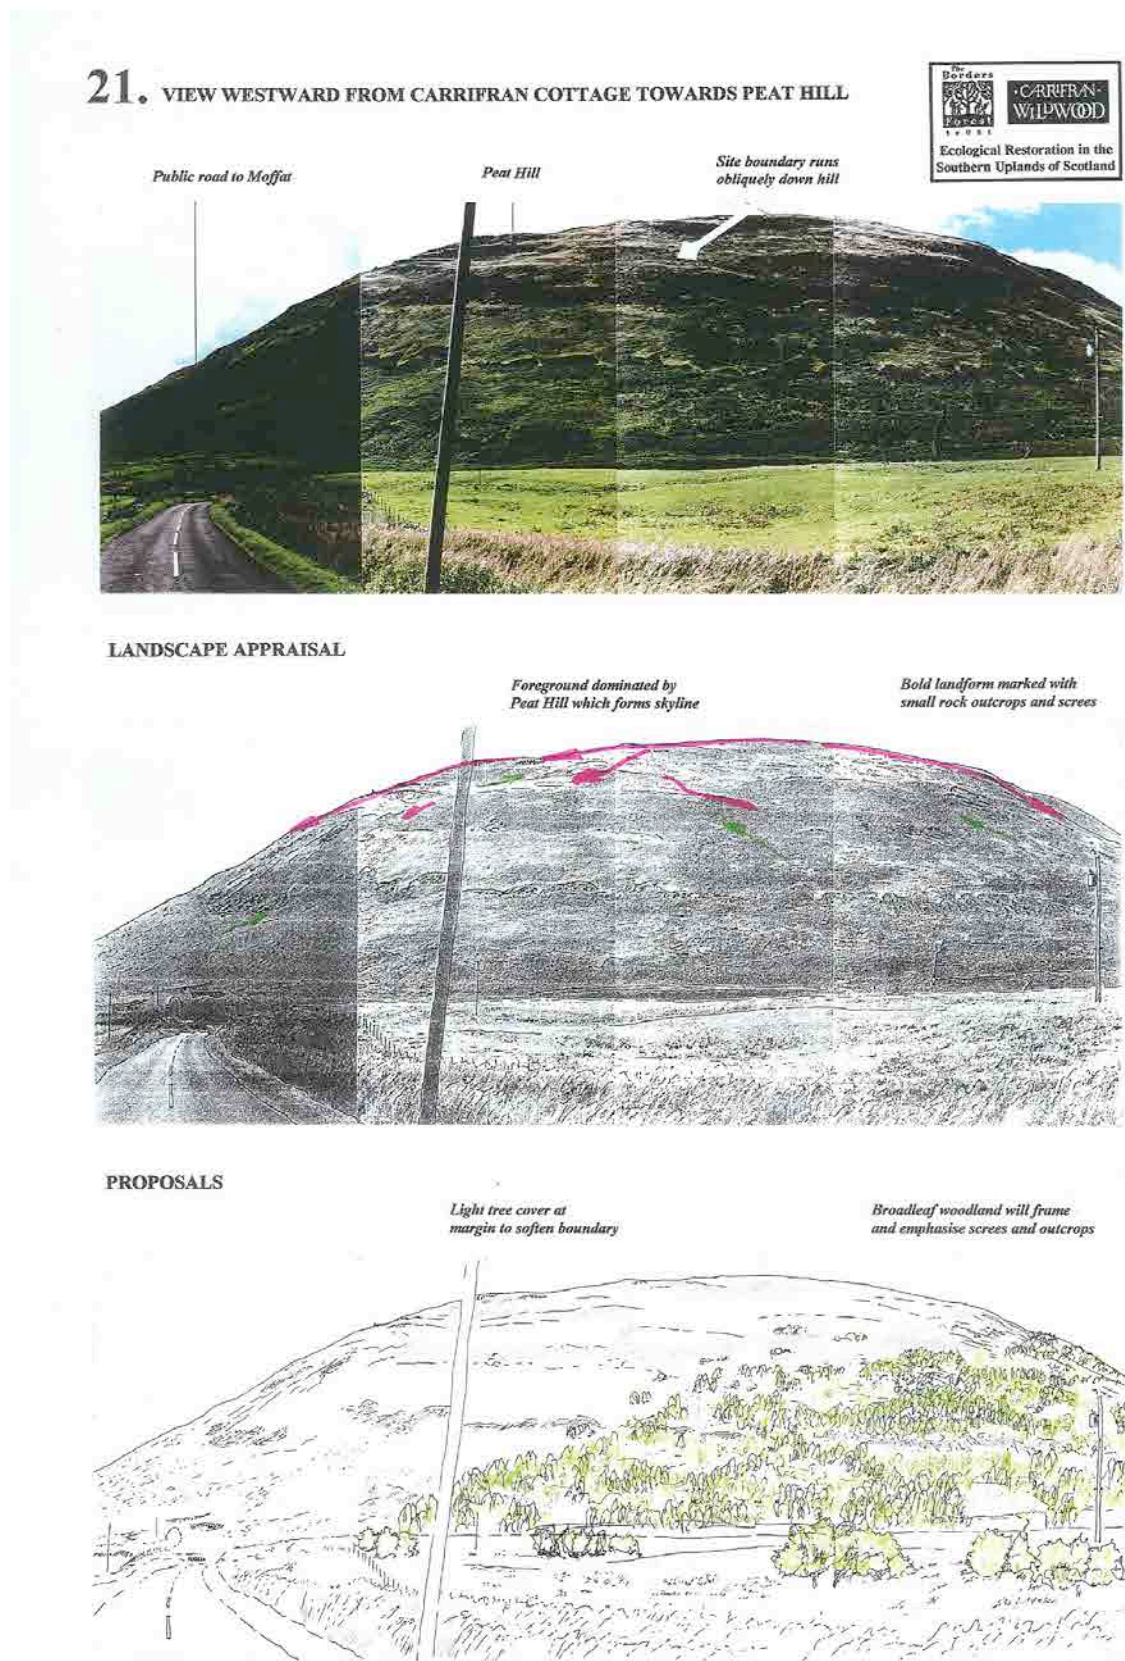 21. VIEW WESTWARD FROM CARRIFRAN COTTAGE TOWARDS PEAT HILL
The
Borders
Forest
trust
·CARRIFRAN·
WILDWOOD
Ecological Restoration in the
Southern Uplands of Scotland
Public road to Moffat
Peat Hill
Site boundary runs
obliquely down hill
LANDSCAPE APPRAISAL
Foreground dominated by
Peat Hill which forms skyline
Bold landform marked with
small rock outcrops and screes
PROPOSALS
Light tree cover at
margin to soften boundary
Broadleaf woodland will frame
and emphasise screes and outcrops